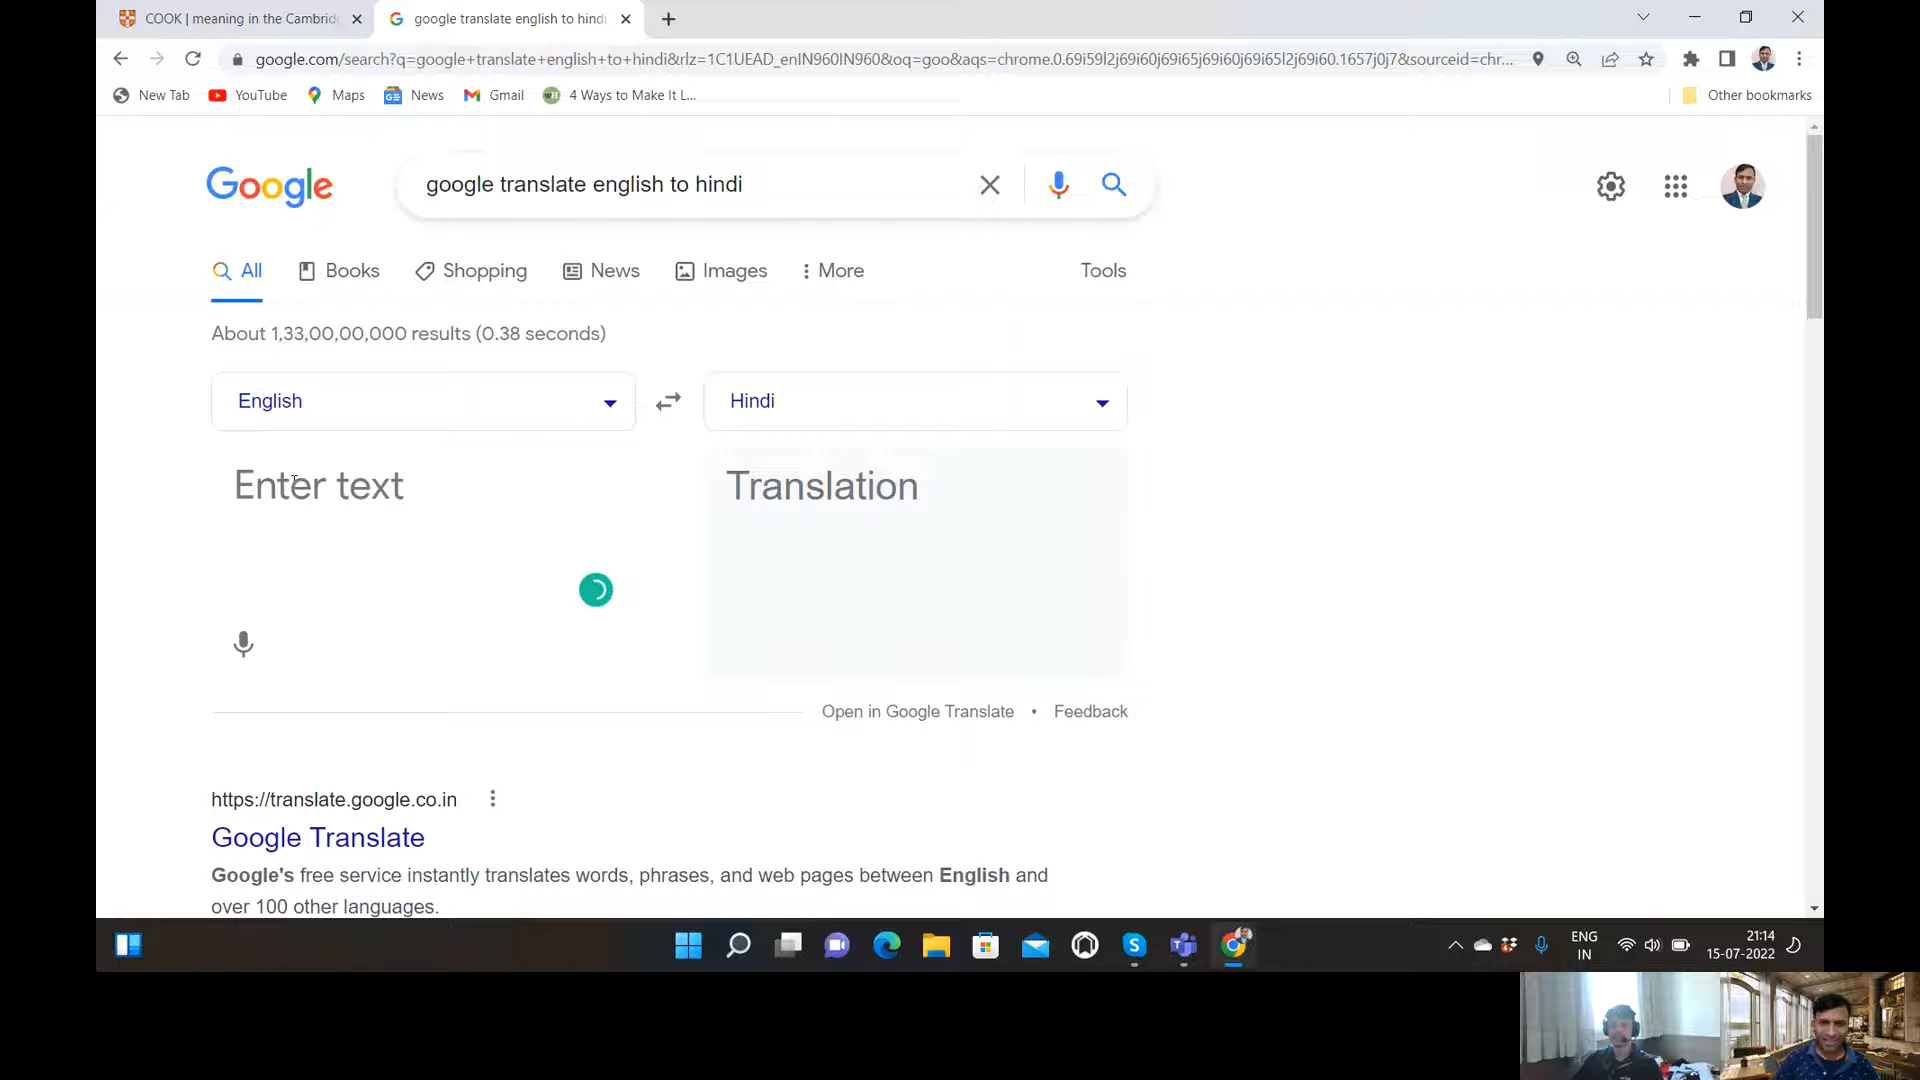 COOK | meaning in the Cambrid
google translate english to hindi
google.com/search?q=google+translate+english+to+hindi&rlz=1C1UEAD_enIN960IN960&oq=goo&aqs=chrome.0.69i59l2j69i60j69i65j69i60j69i65l2j69i60.1657j0j7&sourceid=chr...
New Tab
YouTube
Maps
News
Gmail
4 Ways to Make It L...
Other bookmarks
Google
google translate english to hindi
All
Books
Shopping
News
Images
More
Tools
About 1,33,00,00,000 results (0.38 seconds)
English
Hindi
Enter text
Translation
Open in Google Translate • Feedback
https://translate.google.co.in
Google Translate
Google's free service instantly translates words, phrases, and web pages between English and
over 100 other languages.
ENG
IN
21:14
15-07-2022